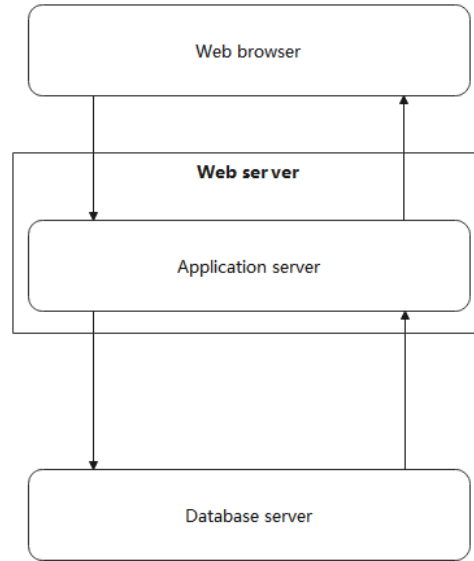 Web browser
Web server
Application server
Database server